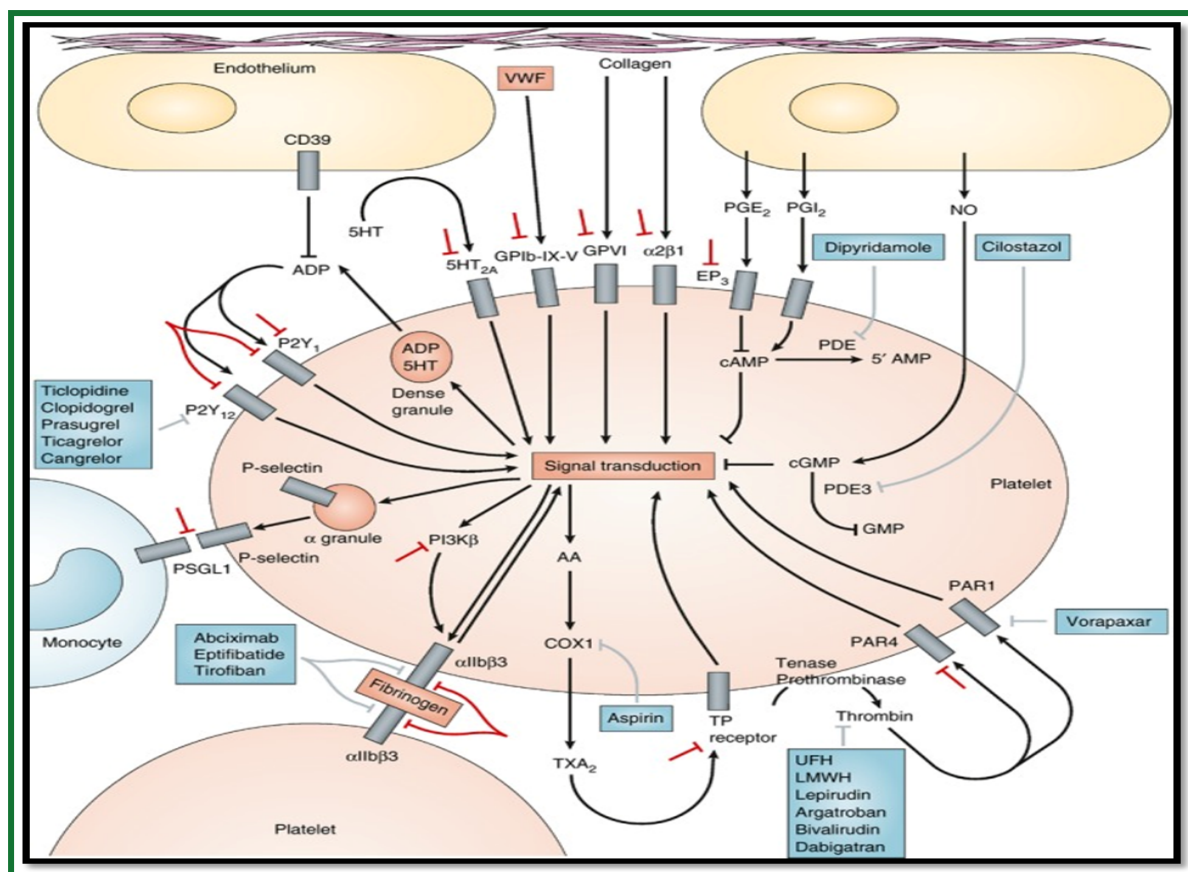 Endothelium
VWF
Collagen
CD39
5HT
PGE2
PGI2
NO
ADP
5HT2A
GPIb-IX-V
GPVI
α2β1
EP3
Dipyridamole
Cilostazol
P2Y1
ADP
5HT
Dense
granule
cAMP
PDE
5′ AMP
Ticlopidine
Clopidogrel
Prasugrel
Ticagrelor
Cangrelor
P2Y12
P-selectin
Signal transduction
cGMP
PDE3
Platelet
GMP
α granule
PI3Kβ
P-selectin
PSGL1
AA
Monocyte
PAR1
Vorapaxar
Abciximab
Eptifibatide
Tirofiban
αIIbβ3
COX1
PAR4
Tenase
Prothrombinase
Fibrinogen
Aspirin
TP
receptor
Thrombin
αIIbβ3
TXA2
UFH
LMWH
Lepirudin
Argatroban
Bivalirudin
Dabigatran
Platelet